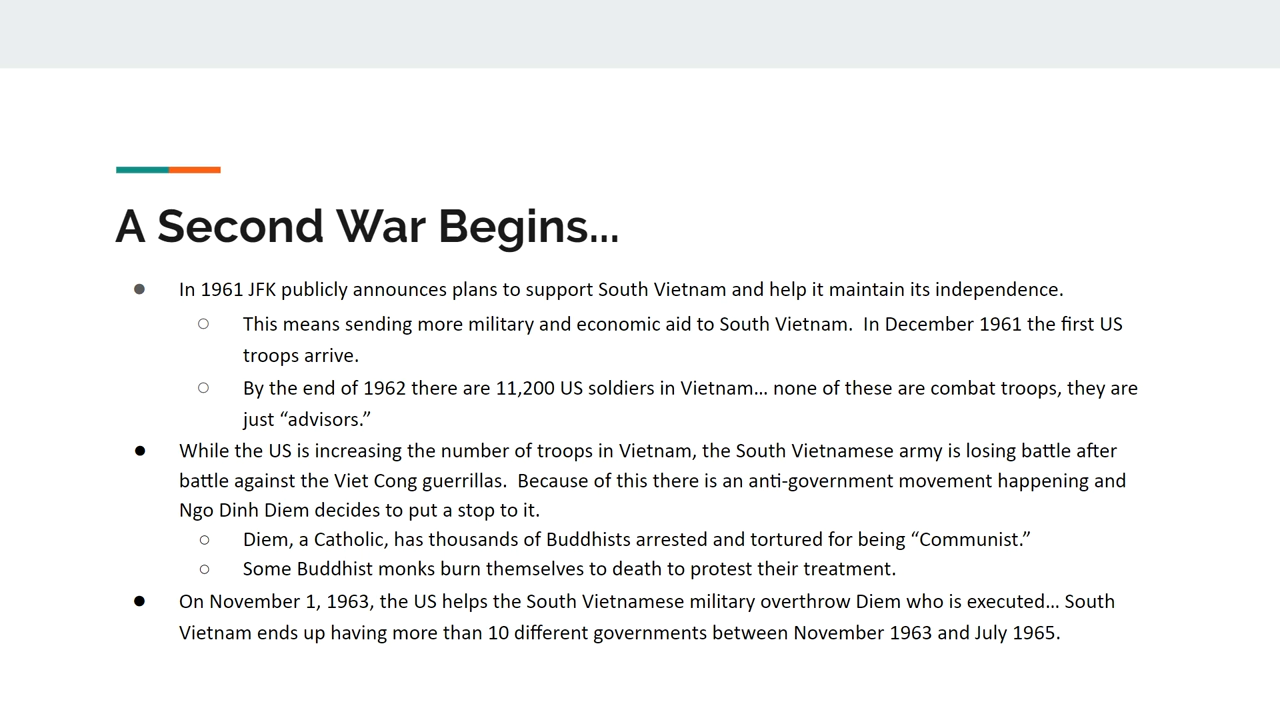 A Second War Begins...
● In 1961 JFK publicly announces plans to support South Vietnam and help it maintain its independence.
○ This means sending more military and economic aid to South Vietnam.  In December 1961 the first US
troops arrive.
○ By the end of 1962 there are 11,200 US soldiers in Vietnam… none of these are combat troops, they are
just “advisors.”
● While the US is increasing the number of troops in Vietnam, the South Vietnamese army is losing battle after
battle against the Viet Cong guerrillas.  Because of this there is an anti-government movement happening and
Ngo Dinh Diem decides to put a stop to it.
○ Diem, a Catholic, has thousands of Buddhists arrested and tortured for being “Communist.”
○ Some Buddhist monks burn themselves to death to protest their treatment.
● On November 1, 1963, the US helps the South Vietnamese military overthrow Diem who is executed… South
Vietnam ends up having more than 10 different governments between November 1963 and July 1965.